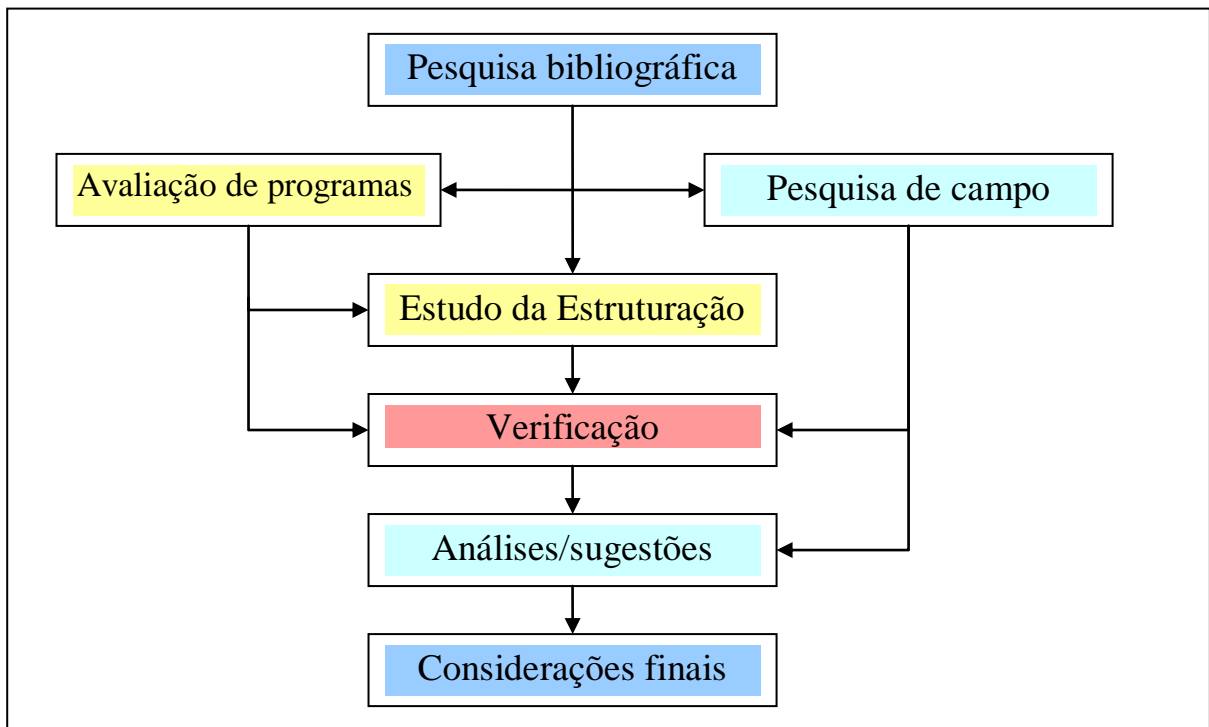 Pesquisa bibliográfica
Avaliação de programas
Pesquisa de campo
Estudo da Estruturação
Verificação
Análises/sugestões
Considerações finais